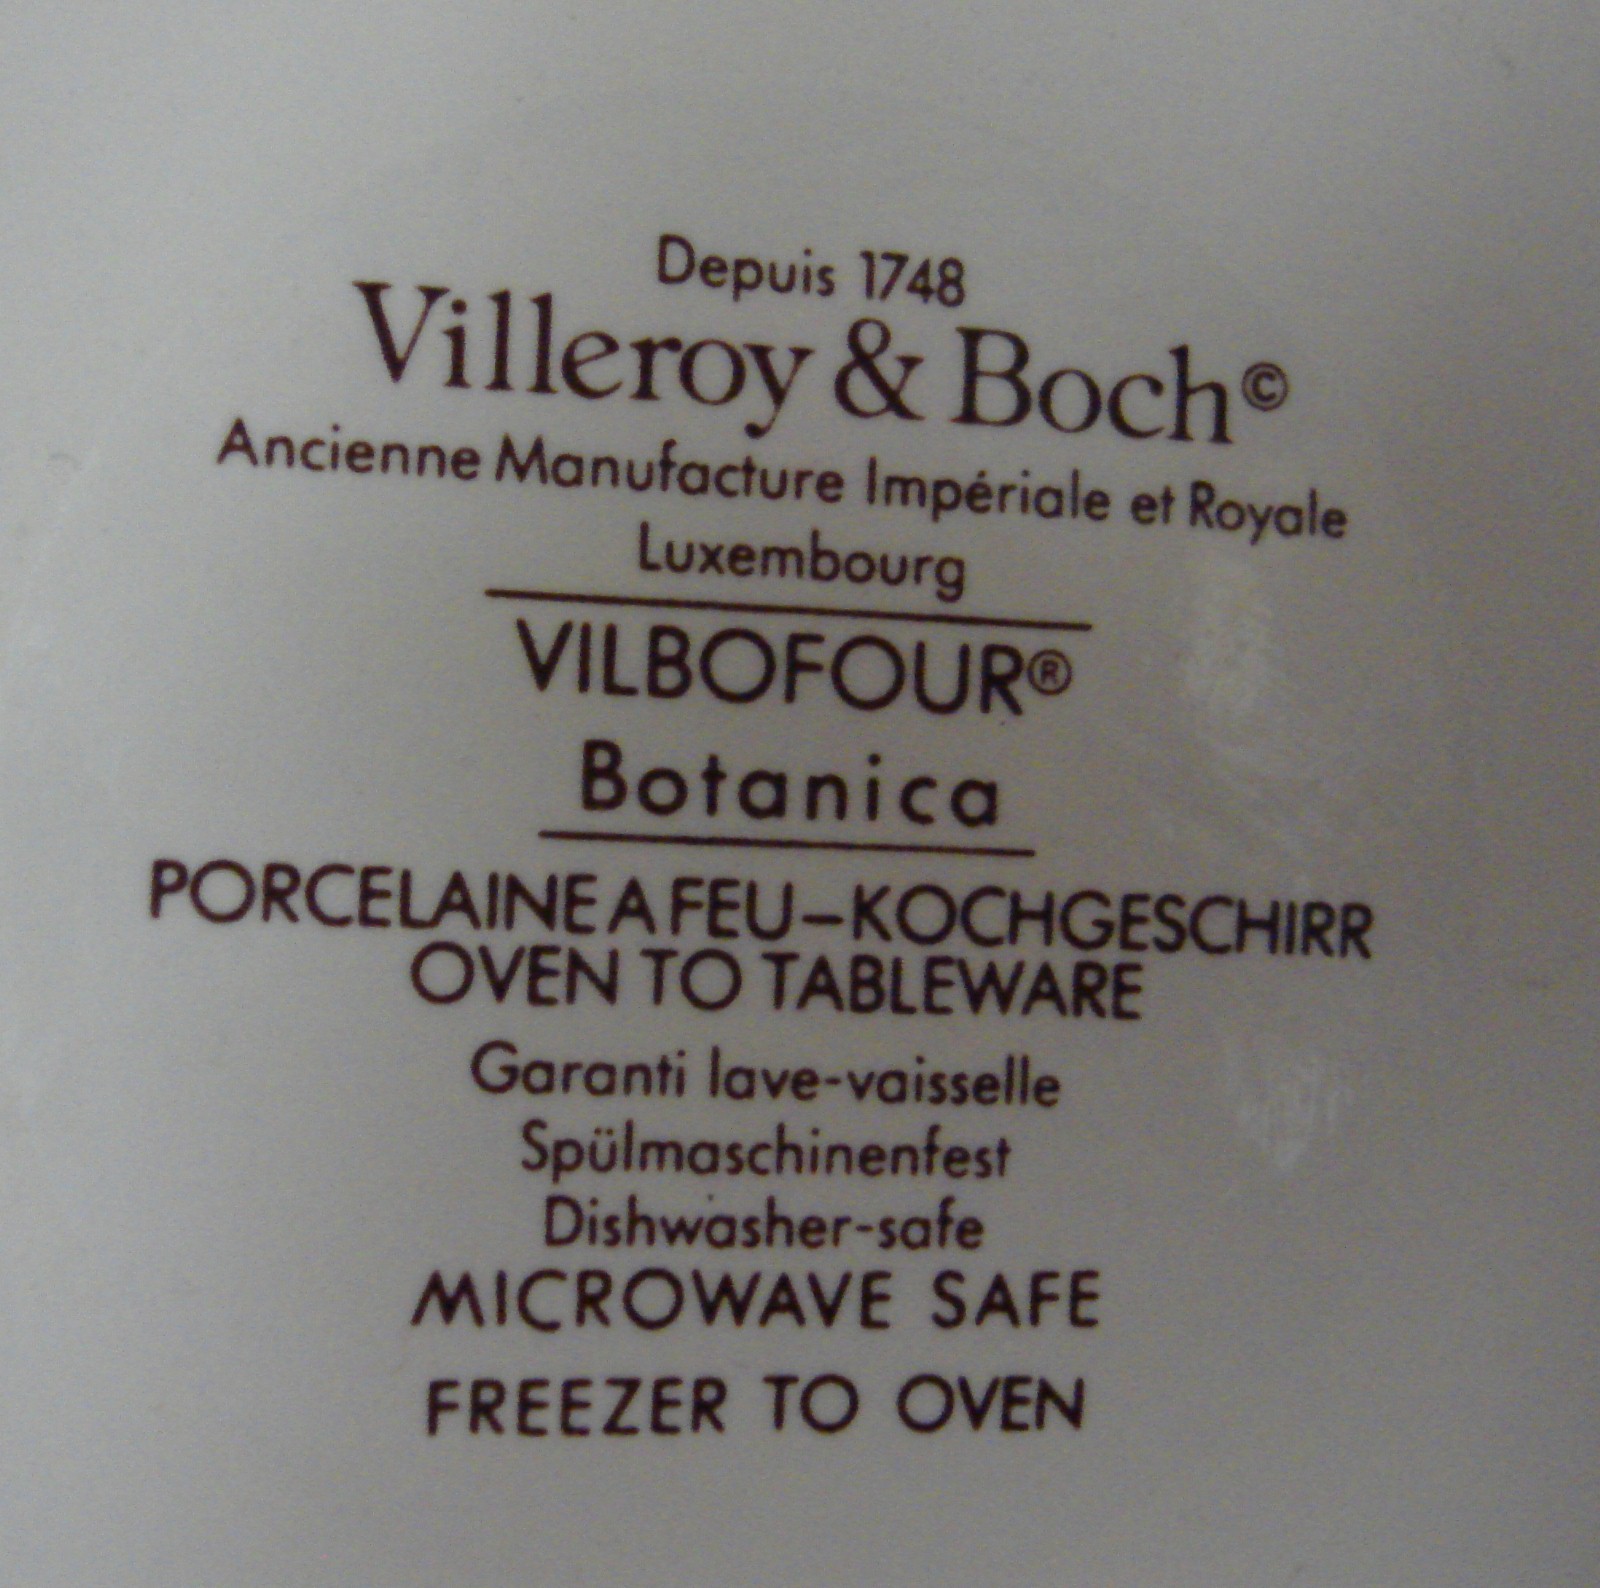 Depuis 1748
Villeroy & Boch©
Ancienne Manufacture Impériale et Royale
Luxembourg
VILBOFOUR®
Botanica
PORCELAINE A FEU–KOCHGESCHIRR
OVEN TO TABLEWARE
Garanti lave-vaisselle
Spülmaschinenfest
Dishwasher-safe
MICROWAVE SAFE
FREEZER TO OVEN